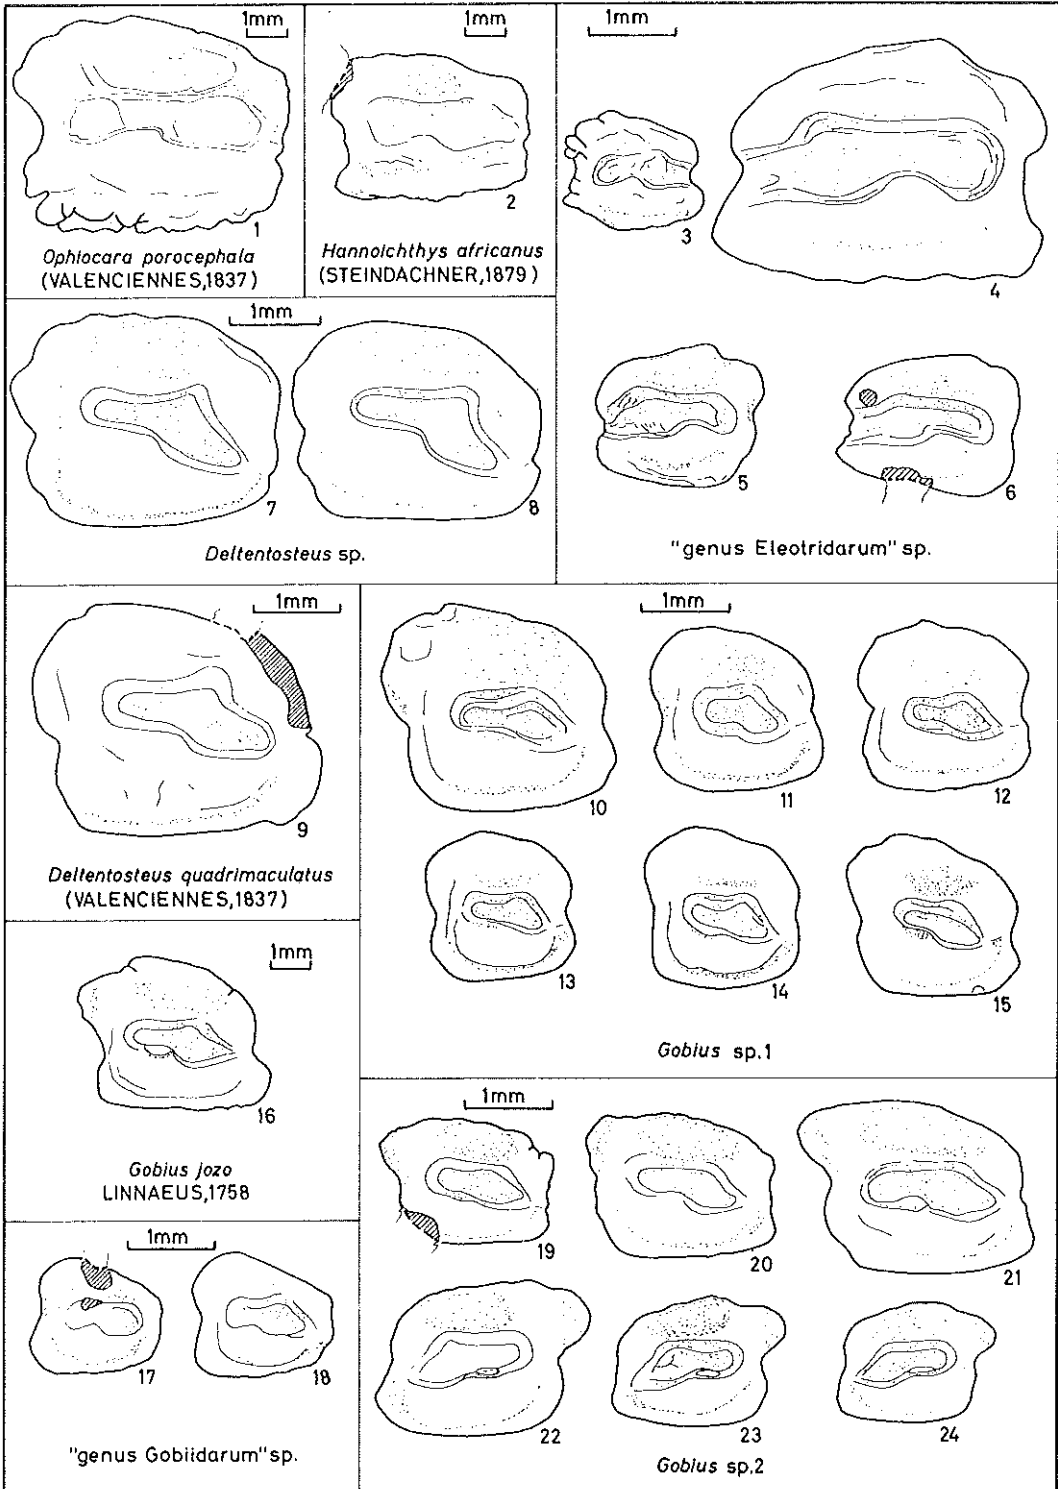 1mm
1
Ophiocara porocephala
(VALENCIENNES,1837)
1mm
2
Hannoichthys africanus
(STEINDACHNER,1879)
1mm
3
4
5
6
"genus Eleotridarum" sp.
1mm
7
8
Deltentosteus sp.
1mm
9
Deltentosteus quadrimaculatus
(VALENCIENNES,1837)
1mm
10
11
12
13
14
15
Gobius sp.1
1mm
16
Gobius jozo
LINNAEUS,1758
1mm
17
18
"genus Gobiidarum" sp.
1mm
19
20
21
22
23
24
Gobius sp.2